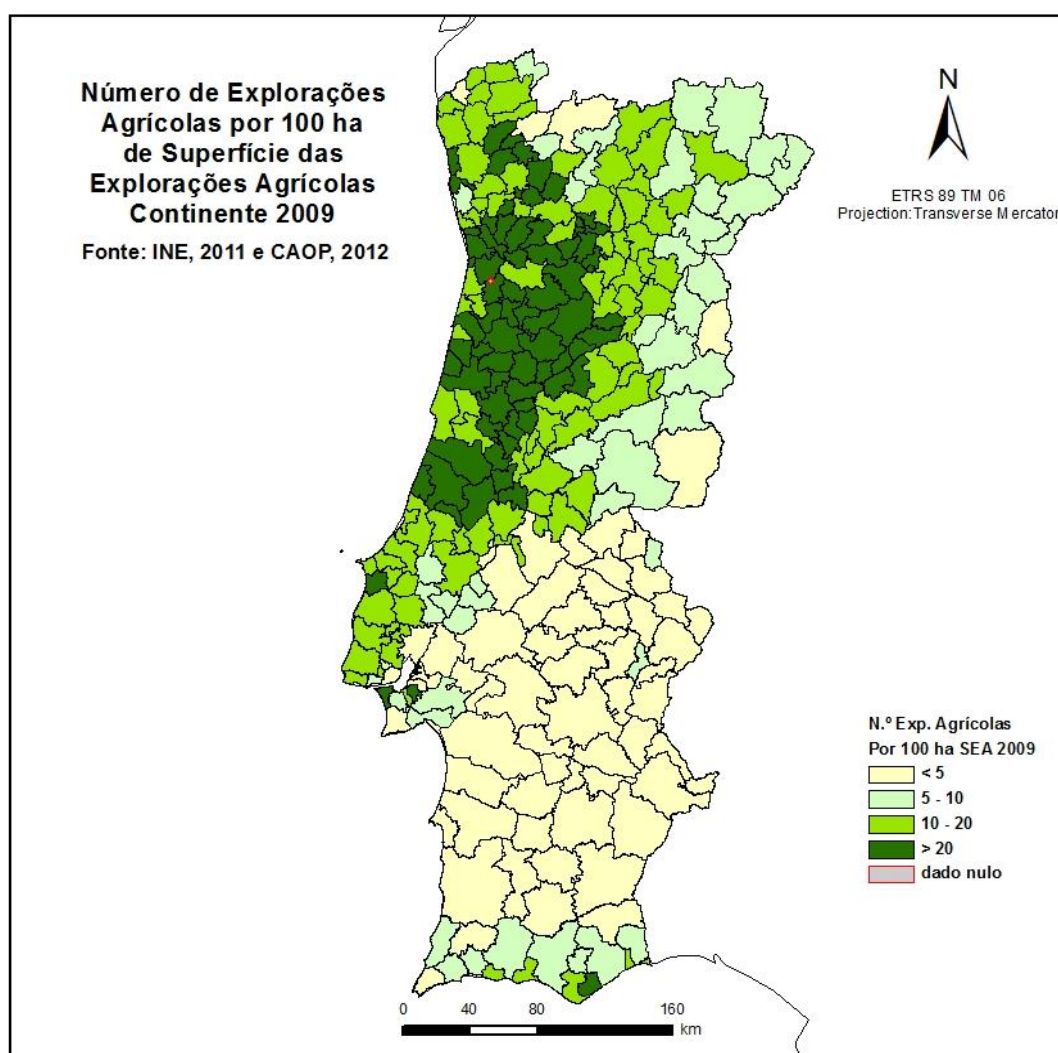 Número de Explorações
Agrícolas por 100 ha
de Superfície das
Explorações Agrícolas
Continente 2009
Fonte: INE, 2011 e CAOP, 2012
N
ETRS 89 TM 06
Projection:Transverse Mercator
N.º Exp. Agrícolas
Por 100 ha SEA 2009
< 5
5 - 10
10 - 20
> 20
dado nulo
0 40 80 160
km